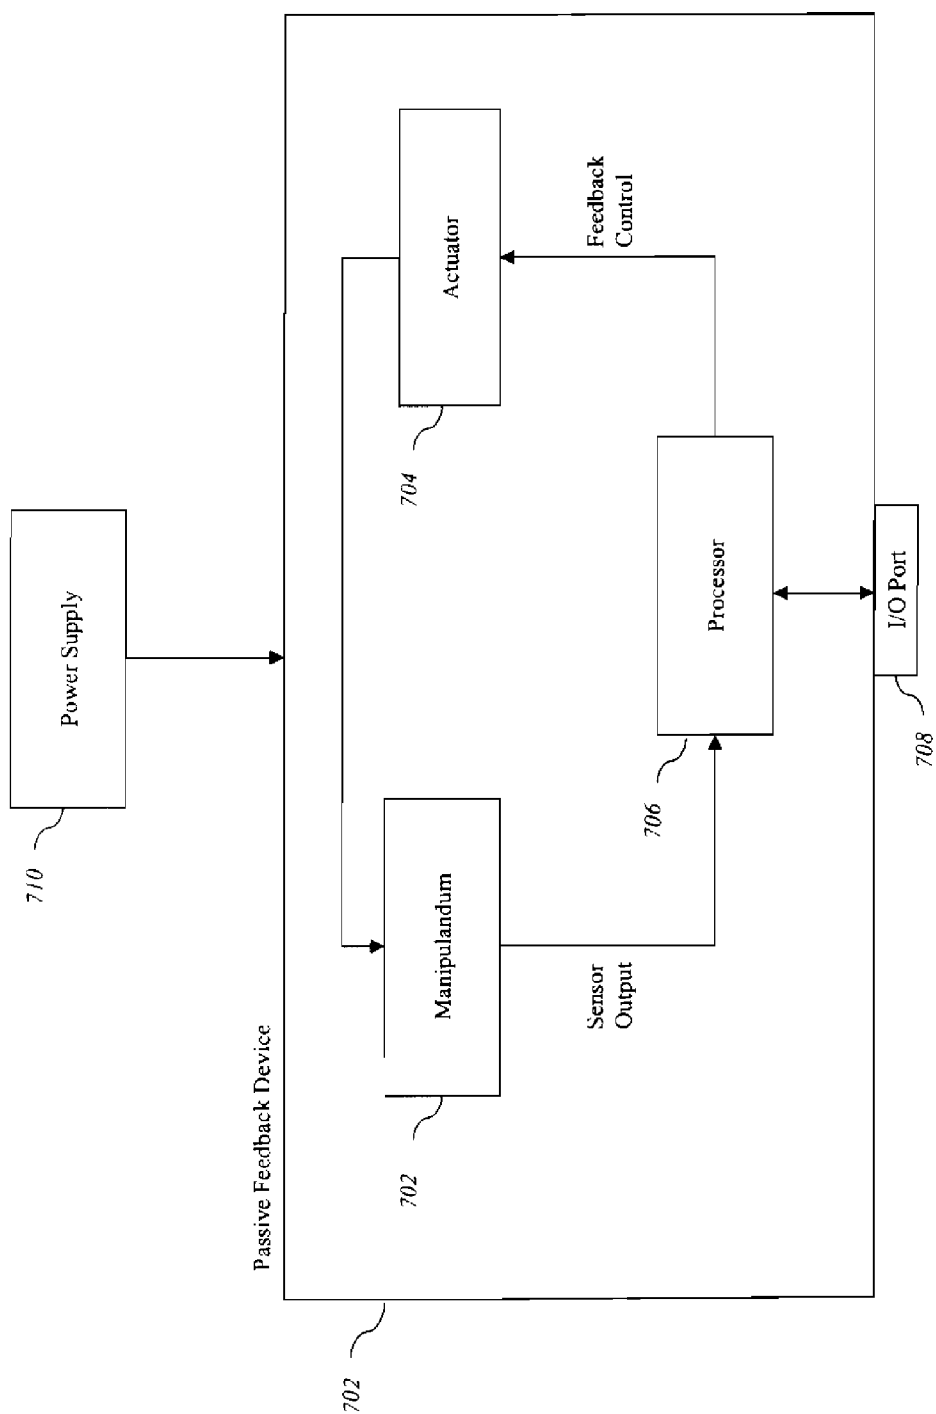 Power Supply
710
Passive Feedback Device
702
Manipulandum
702
Actuator
704
Sensor
Output
Feedback
Control
Processor
706
I/O Port
708